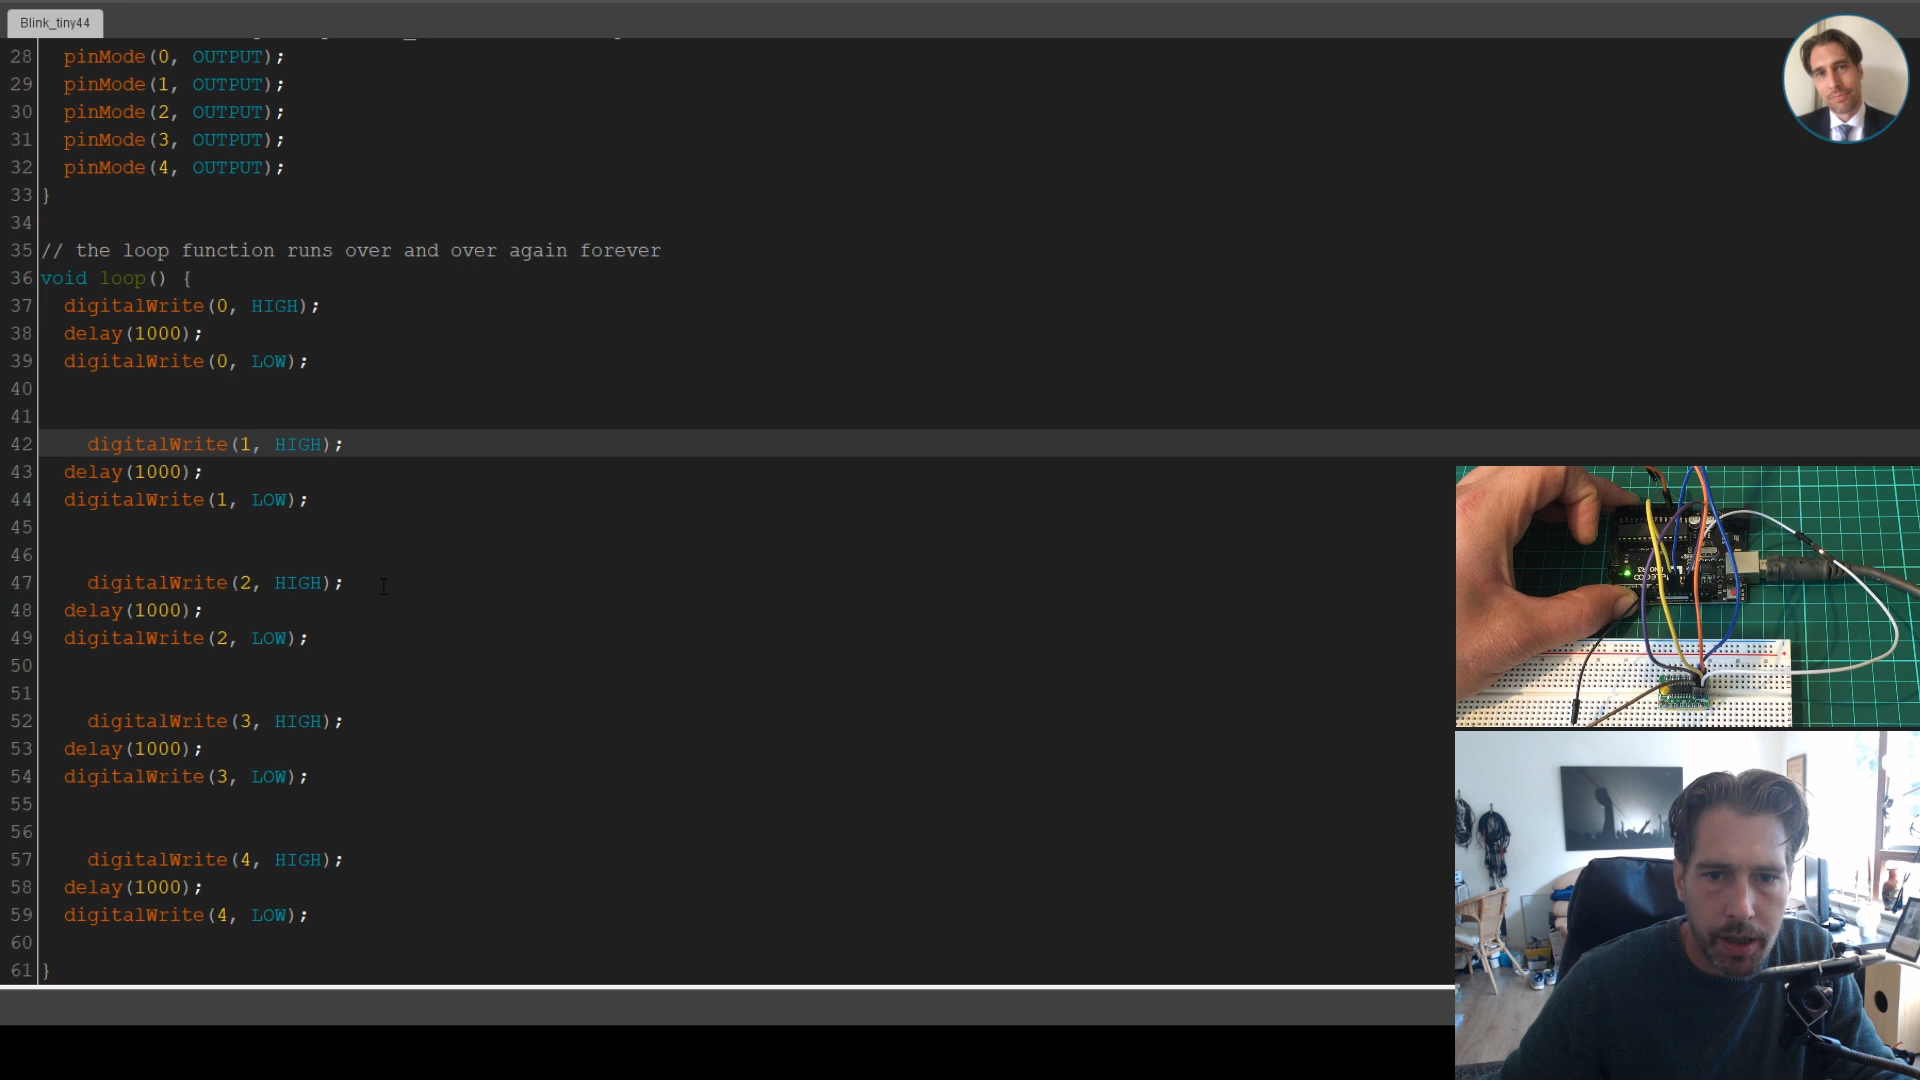 Blink_tiny44
28 pinMode(0, OUTPUT);
29 pinMode(1, OUTPUT);
30 pinMode(2, OUTPUT);
31 pinMode(3, OUTPUT);
32 pinMode(4, OUTPUT);
33 }
34
35 // the loop function runs over and over again forever
36 void loop() {
37 digitalWrite(0, HIGH);
38 delay(1000);
39 digitalWrite(0, LOW);
40
41
42 digitalWrite(1, HIGH);
43 delay(1000);
44 digitalWrite(1, LOW);
45
46
47 digitalWrite(2, HIGH);
48 delay(1000);
49 digitalWrite(2, LOW);
50
51
52 digitalWrite(3, HIGH);
53 delay(1000);
54 digitalWrite(3, LOW);
55
56
57 digitalWrite(4, HIGH);
58 delay(1000);
59 digitalWrite(4, LOW);
60
61 }